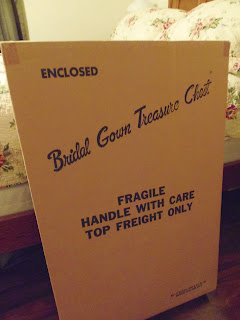 ENCLOSED
Bridal Gown Treasure Chest
FRAGILE
HANDLE WITH CARE
TOP FREIGHT ONLY